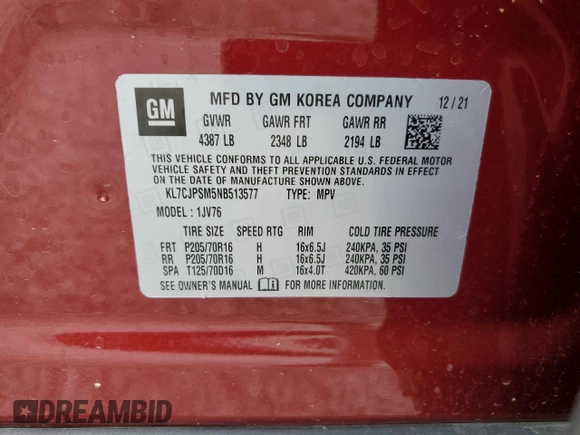 GM
MFD BY GM KOREA COMPANY 12/21
GVWR GAWR FRT GAWR RR
4387 LB 2348 LB 2194 LB
THIS VEHICLE CONFORMS TO ALL APPLICABLE U.S. FEDERAL MOTOR
VEHICLE SAFETY AND THEFT PREVENTION STANDARDS IN EFFECT ON
THE DATE OF MANUFACTURE SHOWN ABOVE.
KL7CJPSM5NB513577 TYPE: MPV
MODEL: 1JV76
TIRE SIZE SPEED RTG RIM COLD TIRE PRESSURE
FRT P205/70R16 H 16x6.5J 240KPA, 35 PSI
RR P205/70R16 H 16x6.5J 240KPA, 35 PSI
SPA T125/70D16 M 16x4.0T 420KPA, 60 PSI
SEE OWNER'S MANUAL FOR MORE INFORMATION.
DREAMBID